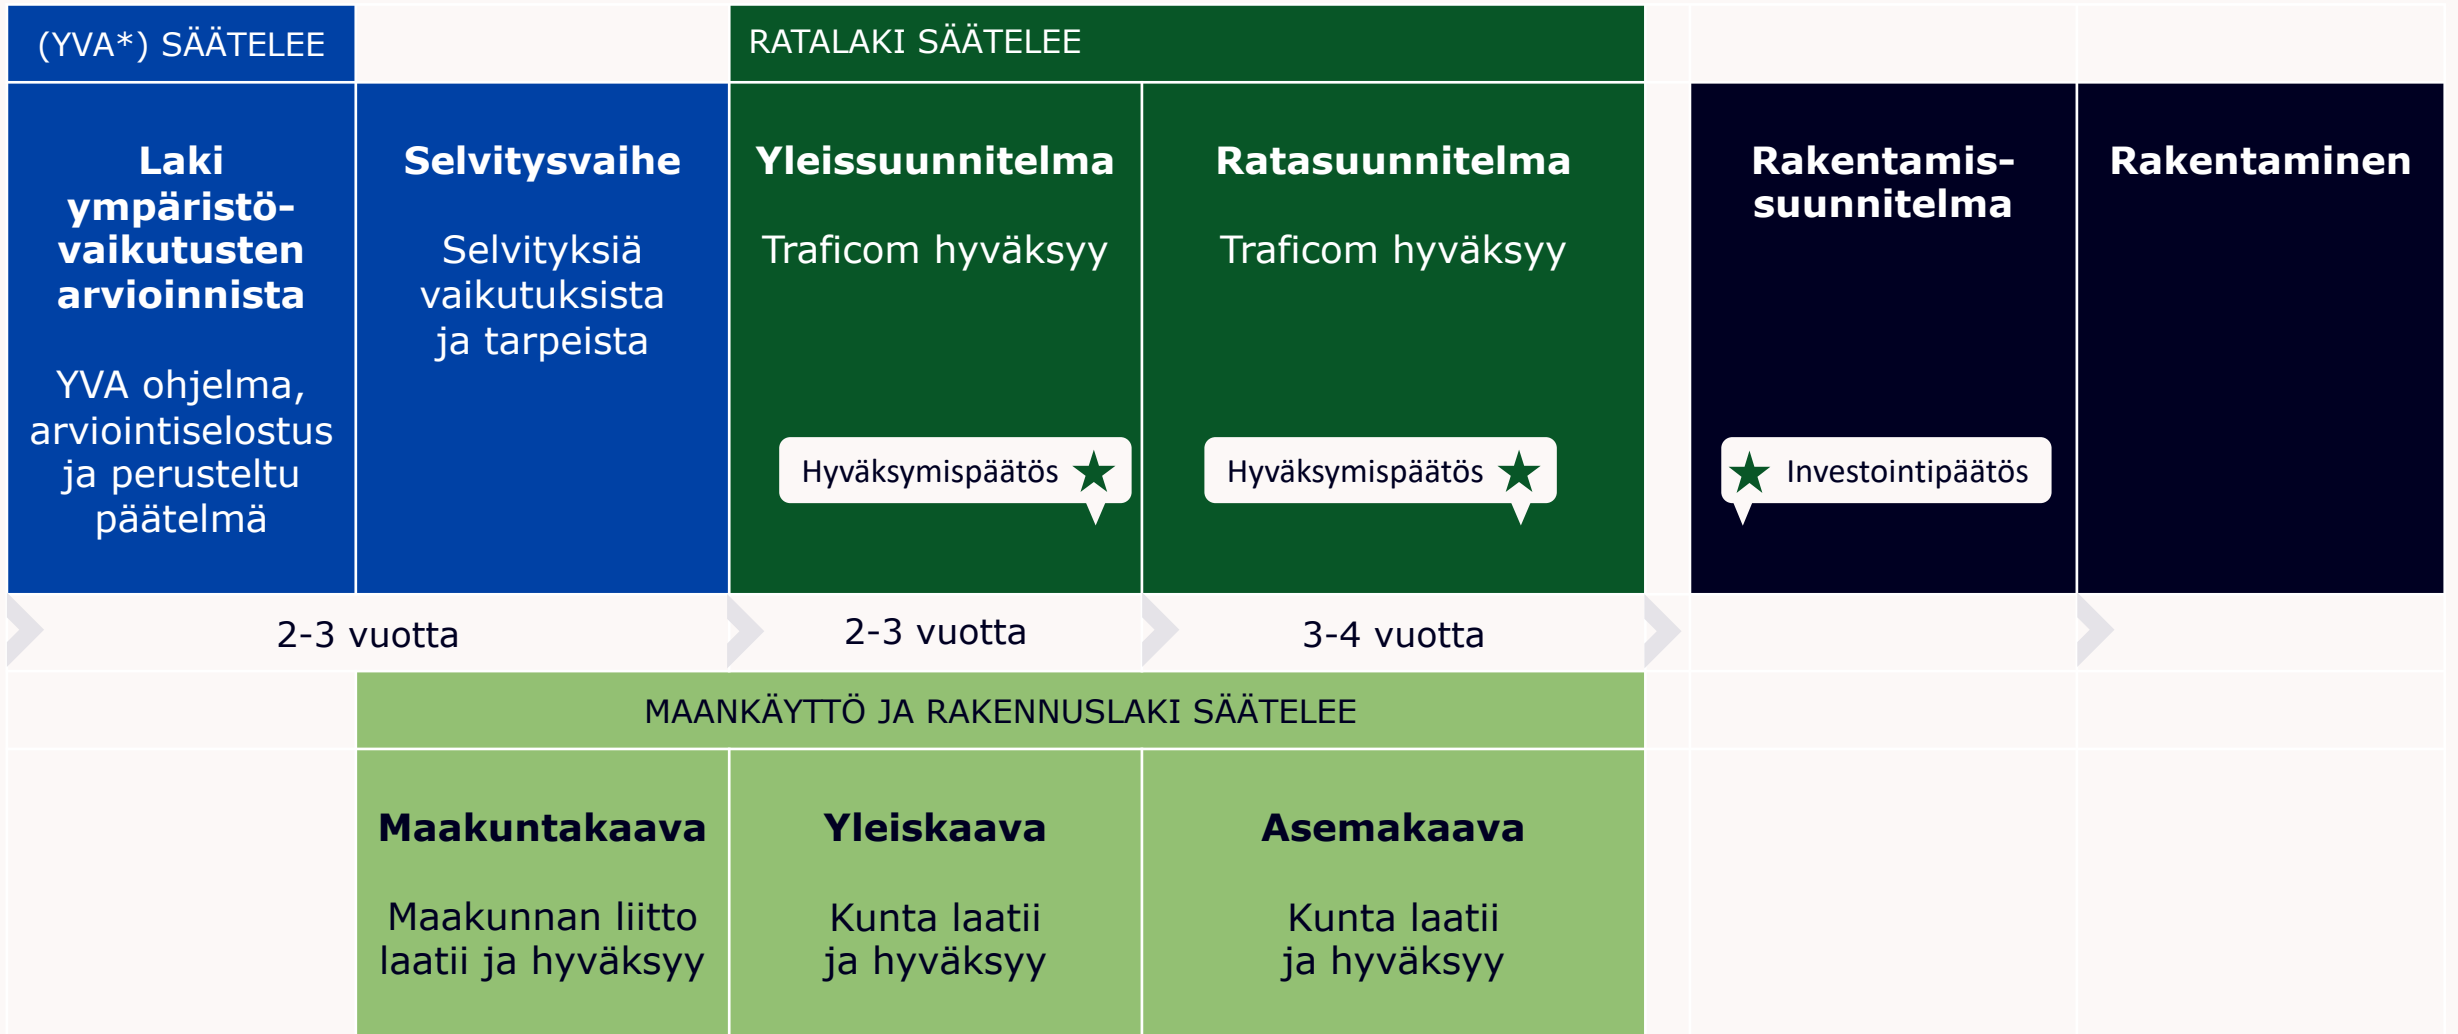 (YVA*) SÄÄTELEE
RATALAKI SÄÄTELEE
Laki
ympäristö-
vaikutusten
arvioinnista
YVA ohjelma,
arviointiselostus
ja perusteltu
päätelmä
Selvitysvaihe
Selvityksiä
vaikutuksista
ja tarpeista
Yleissuunnitelma
Traficom hyväksyy
Hyväksymispäätös
Ratasuunnitelma
Traficom hyväksyy
Hyväksymispäätös
Rakentamis-
suunnitelma
Investointipäätös
Rakentaminen
2-3 vuotta
2-3 vuotta
3-4 vuotta
MAANKÄYTTÖ JA RAKENNUSLAKI SÄÄTELEE
Maakuntakaava
Maakunnan liitto
laatii ja hyväksyy
Yleiskaava
Kunta laatii
ja hyväksyy
Asemakaava
Kunta laatii
ja hyväksyy